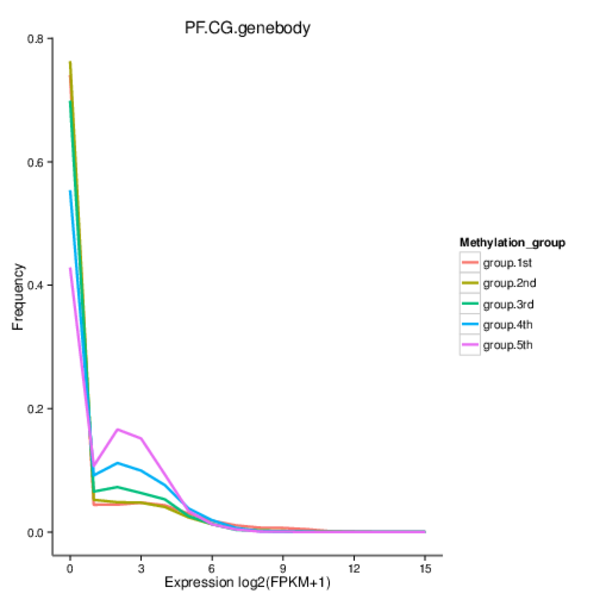 PF.CG.genebody
0.8
0.6
0.4
0.2
0.0
Frequency
0 3 6 9 12 15
Expression log2(FPKM+1)
Methylation_group
group.1st
group.2nd
group.3rd
group.4th
group.5th